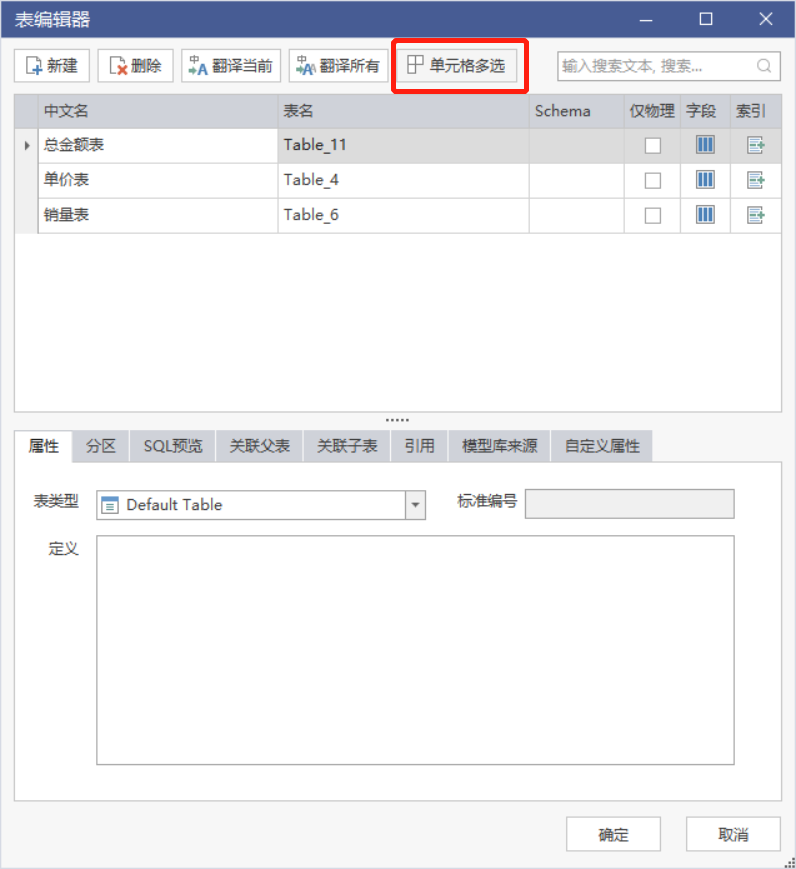 表编辑器
新建 删除 翻译当前 翻译所有 单元格多选 输入搜索文本, 搜索...
中文名 表名 Schema 仅物理 字段 索引
总金额表 Table_11
单价表 Table_4
销量表 Table_6
属性 分区 SQL预览 关联父表 关联子表 引用 模型库来源 自定义属性
表类型 Default Table 标准编号
定义
确定 取消